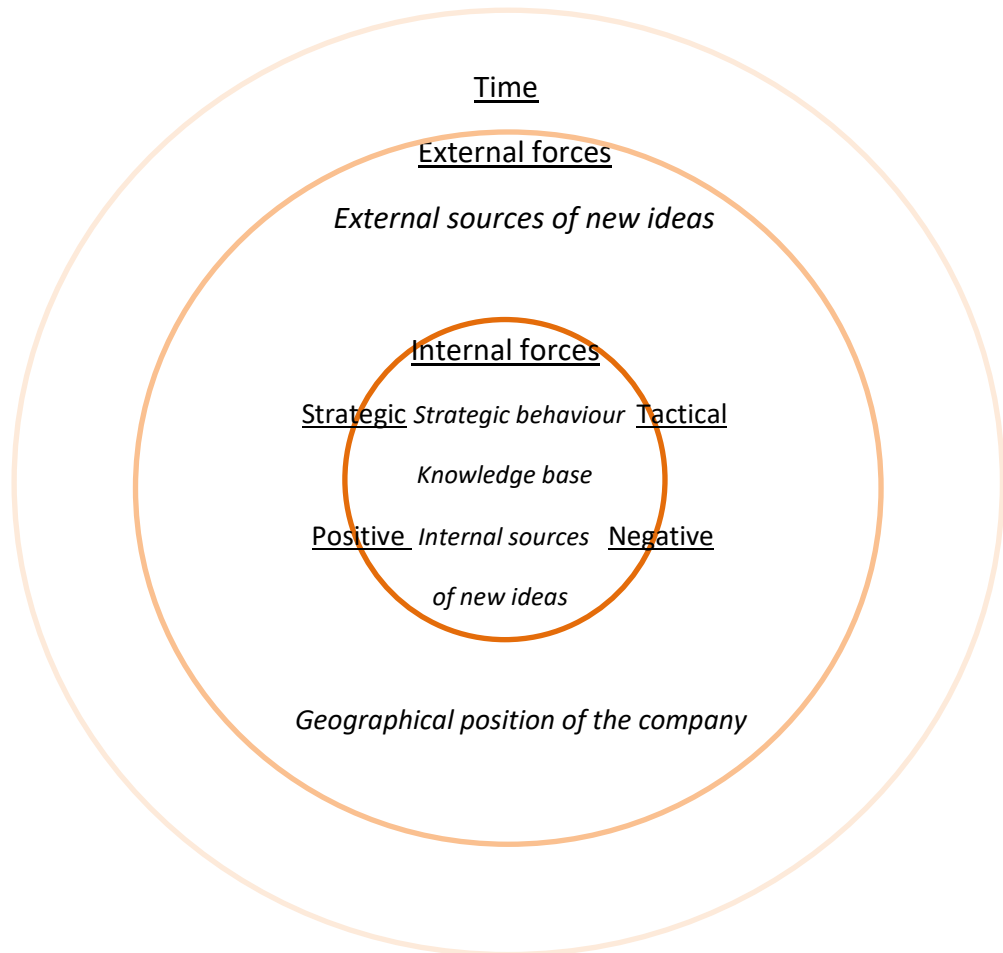 Time
External forces
External sources of new ideas
Internal forces
Strategic Strategic behaviour Tactical
Knowledge base
Positive Internal sources Negative
of new ideas
Geographical position of the company